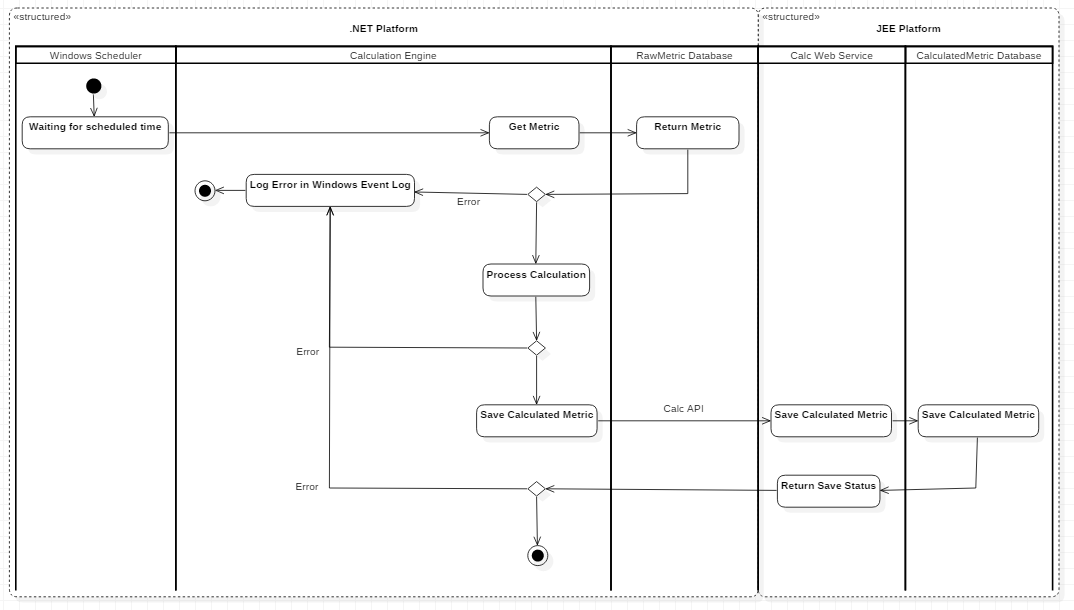 «structured»
.NET Platform
«structured»
JEE Platform
Windows Scheduler
Calculation Engine
RawMetric Database
Calc Web Service
CalculatedMetric Database
Waiting for scheduled time
Get Metric
Return Metric
Log Error in Windows Event Log
Error
Process Calculation
Error
Save Calculated Metric
Calc API
Save Calculated Metric
Save Calculated Metric
Error
Return Save Status